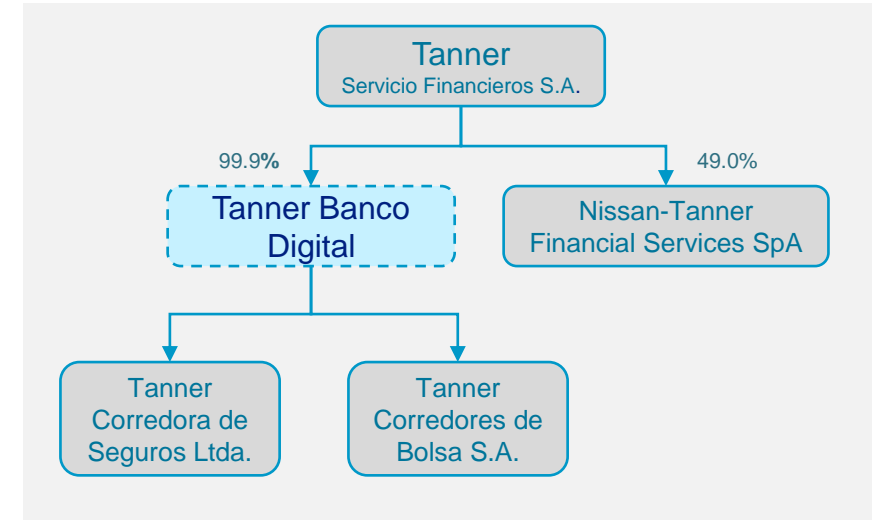 Tanner
Servicio Financieros S.A.
99.9%
49.0%
Tanner Banco
Digital
Nissan-Tanner
Financial Services SpA
Tanner
Corredora de
Seguros Ltda.
Tanner
Corredores de
Bolsa S.A.